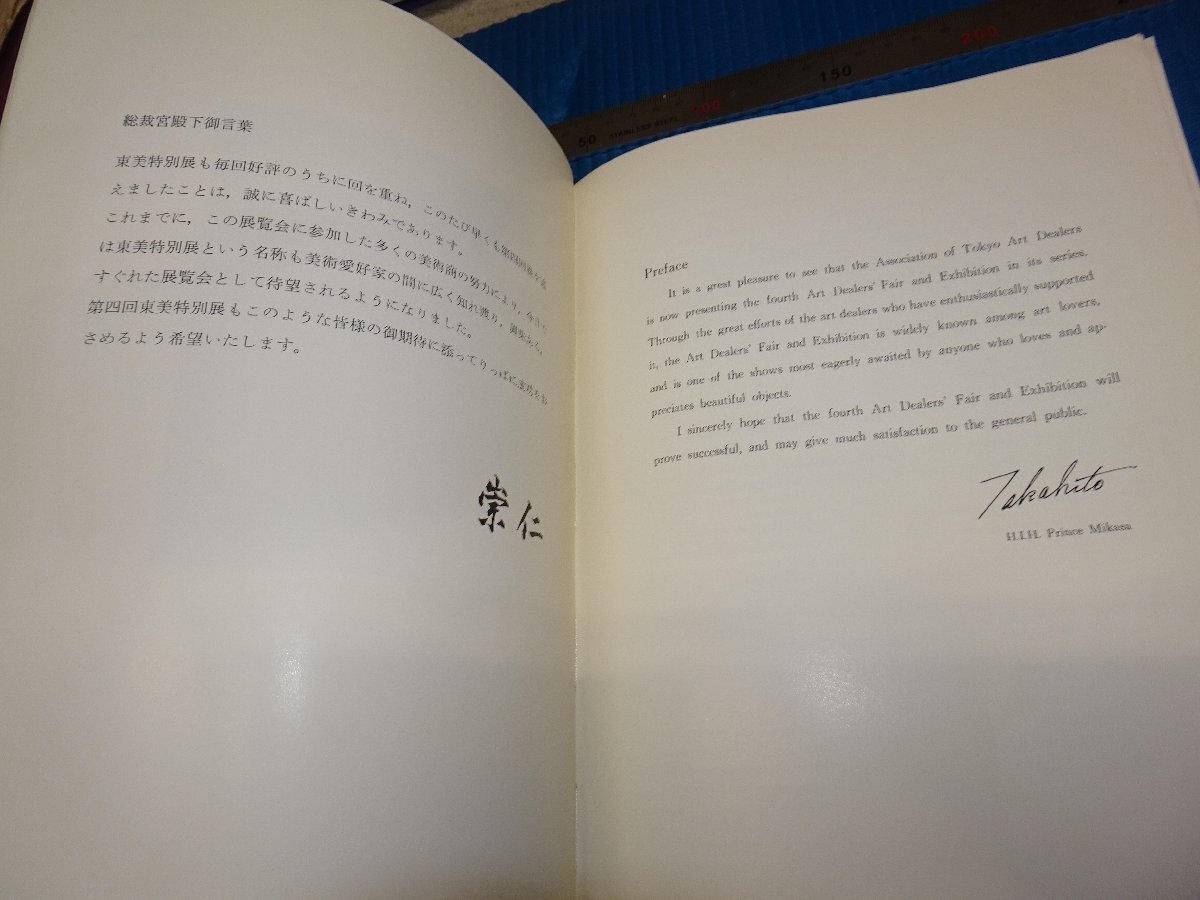 総裁宮殿下御言葉
東美特別展も毎回好評のうちに回を重ね，このたび早くも第四回展を迎
えましたことは，誠に喜ばしいきわみであります。
これまでに，この展覧会に参加した多くの美術商の努力により，今日で
は東美特別展という名称も美術愛好家の間に広く知れ渡り，
すぐれた展覧会として待望されるようになりました。
第四回東美特別展もこのような皆様の御期待に添ってりっぱに成功をお
さめるよう希望いたします。
崇仁
50 STAINLESS STEEL 100 150 200
Preface
It is a great pleasure to see that the Association of Tokyo Art Dealers
is now presenting the fourth Art Dealers' Fair and Exhibition in its series.
Through the great efforts of the art dealers who have enthusiastically supported
it, the Art Dealers' Fair and Exhibition is widely known among art lovers,
and is one of the shows most eagerly awaited by anyone who loves and ap-
preciates beautiful objects.
I sincerely hope that the fourth Art Dealers' Fair and Exhibition will
prove successful, and may give much satisfaction to the general public.
Takahito
H.I.H. Prince Mikasa